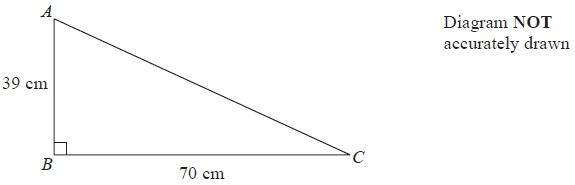 A
Diagram NOT
accurately drawn
39 cm
B
C
70 cm